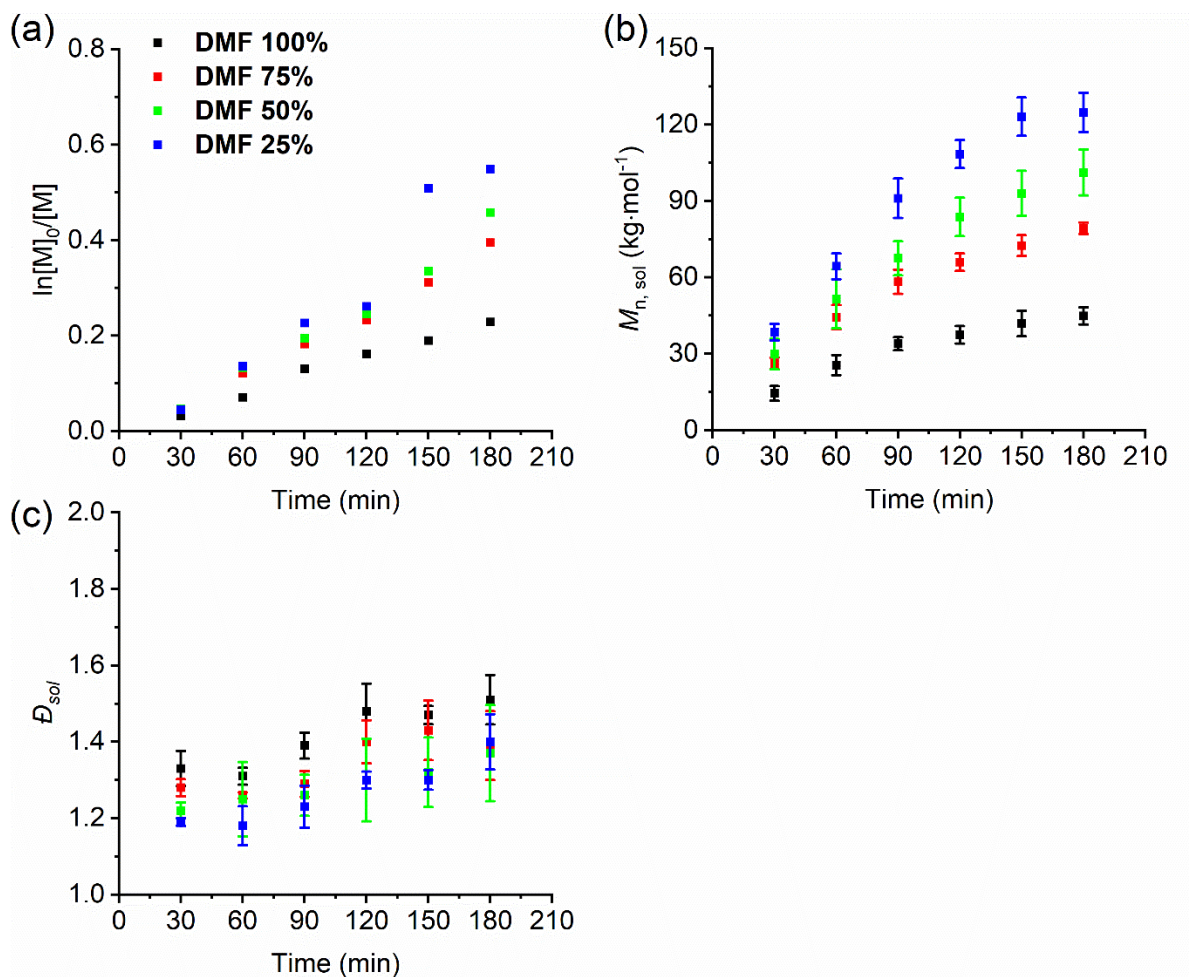 (a)
DMF 100%
DMF 75%
DMF 50%
DMF 25%
0.8
0.6
0.4
0.2
0.0
ln[M]₀/[M]
0 30 60 90 120 150 180 210
Time (min)
(b)
150
120
90
60
30
0
Mn, sol (kg·mol⁻¹)
0 30 60 90 120 150 180 210
Time (min)
(c)
2.0
1.8
1.6
1.4
1.2
1.0
Đsol
0 30 60 90 120 150 180 210
Time (min)